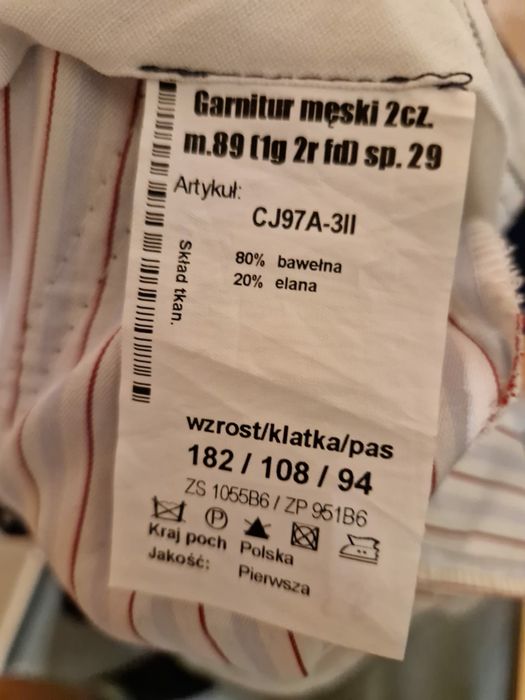 Garnitur męski 2cz.
m.89 (1g 2r fd) sp. 29
Artykuł:
CJ97A-3II
Skład tkan.
80% bawełna
20% elana
wzrost/klatka/pas
182 / 108 / 94
ZS 1055B6 / ZP 951B6
P
Kraj poch Polska
Jakość: Pierwsza